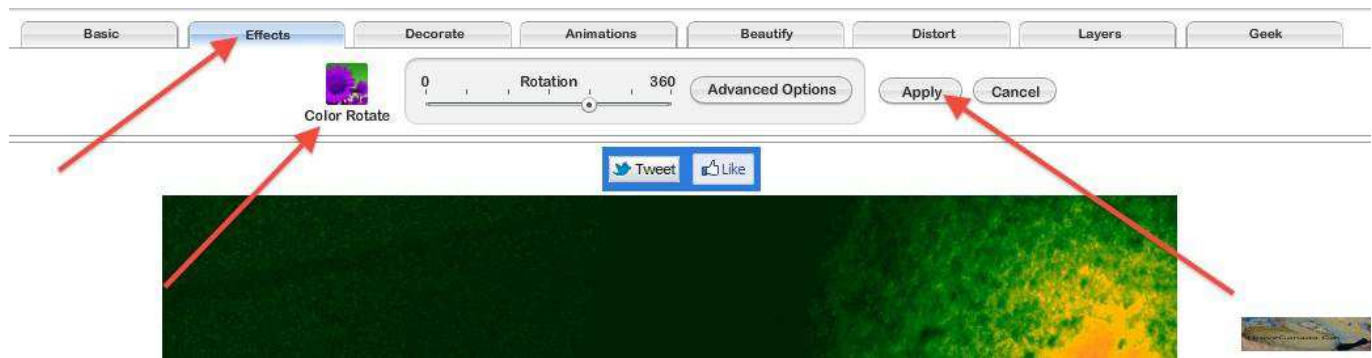 Basic Effects Decorate Animations Beautify Distort Layers Geek
0 Rotation 360 Advanced Options Apply Cancel
Color Rotate
Tweet Like